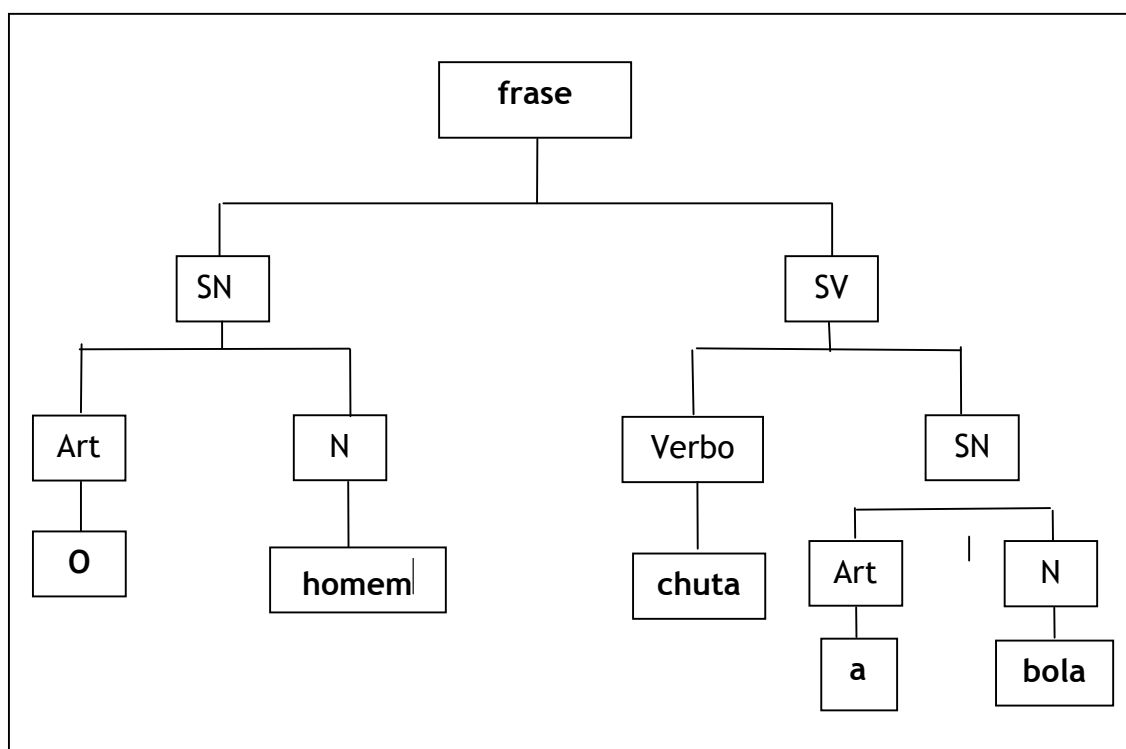 frase
SN SV
Art N Verbo SN
O homem chuta Art N
a bola